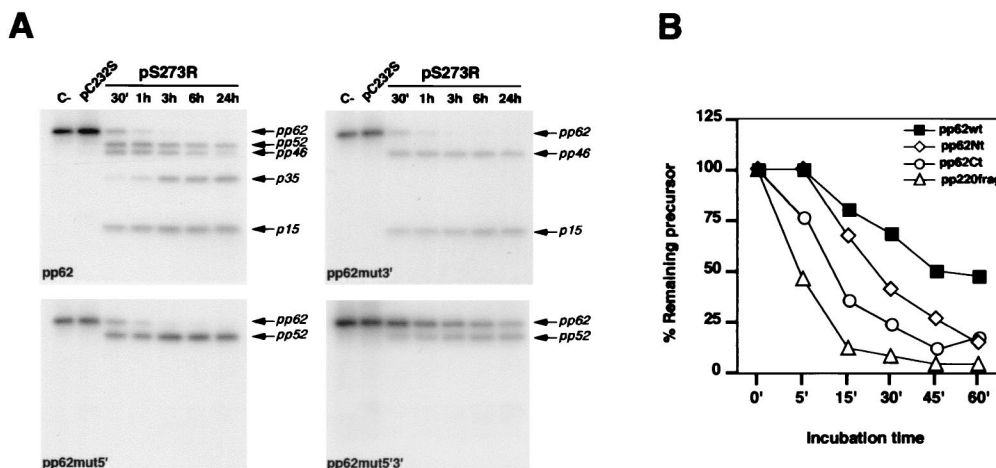 A
C-
pC232S
pS273R
30' 1h 3h 6h 24h
pp62
pp52
pp46
p35
p15
pp62
C-
pC232S
pS273R
30' 1h 3h 6h 24h
pp62
pp46
p15
pp62mut3'
pp62
pp52
pp62mut5'
pp62
pp52
pp62mut5'3'
B
125
100
75
50
25
0
% Remaining precursor
pp62wt
pp62Nt
pp62Ct
pp220frag
0' 5' 15' 30' 45' 60'
Incubation time